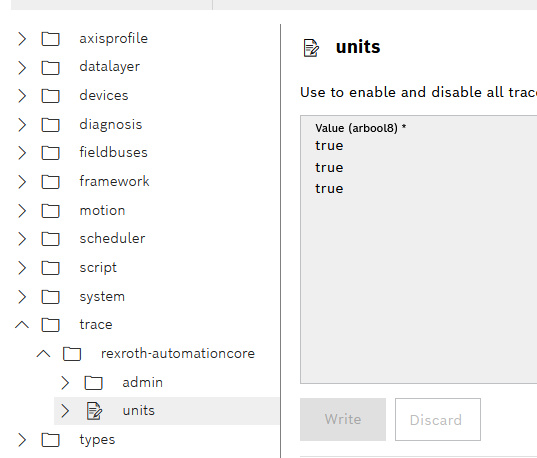 axisprofile
datalayer
devices
diagnosis
fieldbuses
framework
motion
scheduler
script
system
trace
rexroth-automationcore
admin
units
types
units
Use to enable and disable all trac
Value (arbool8) *
true
true
true
Write
Discard